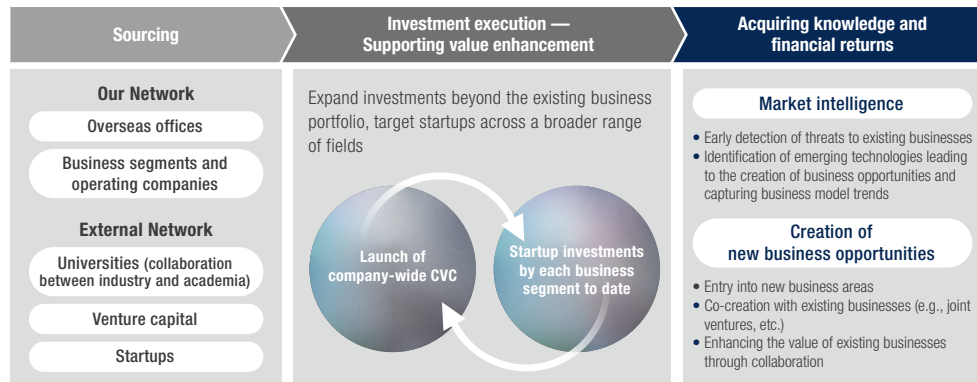 Sourcing
Our Network
Overseas offices
Business segments and
operating companies
External Network
Universities (collaboration
between industry and academia)
Venture capital
Startups
Investment execution —
Supporting value enhancement
Expand investments beyond the existing business
portfolio, target startups across a broader range
of fields
Launch of
company-wide CVC
Startup investments
by each business
segment to date
Acquiring knowledge and
financial returns
Market intelligence
• Early detection of threats to existing businesses
• Identification of emerging technologies leading
to the creation of business opportunities and
capturing business model trends
Creation of
new business opportunities
• Entry into new business areas
• Co-creation with existing businesses (e.g., joint
ventures, etc.)
• Enhancing the value of existing businesses
through collaboration